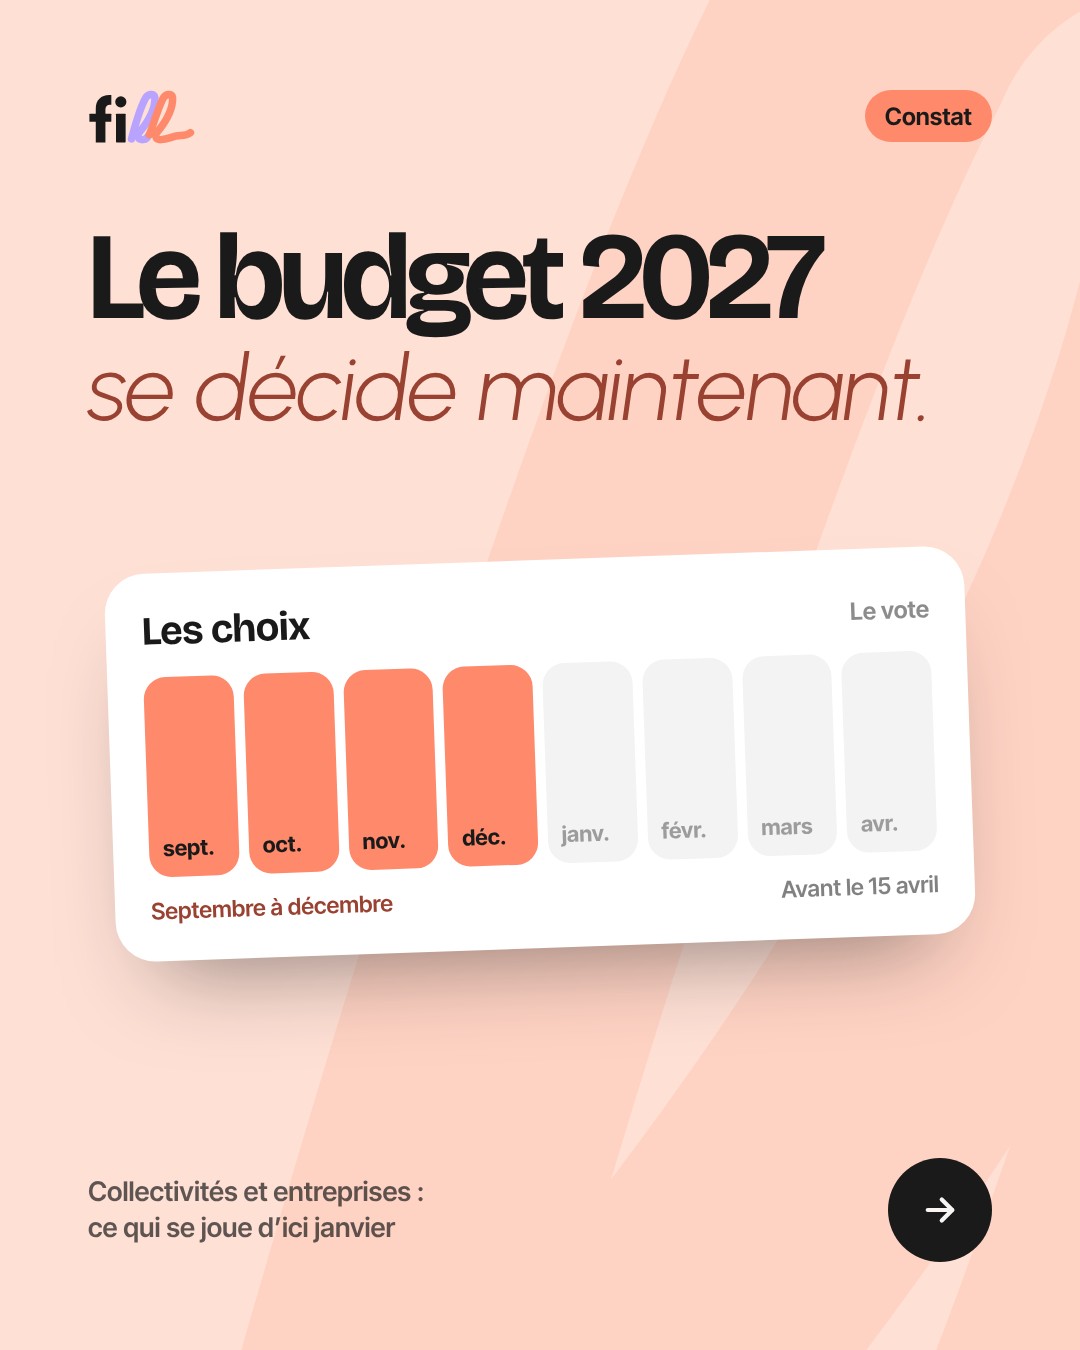 fill
Constat
Le budget 2027
se décide maintenant.
Les choix
Le vote
sept.
oct.
nov.
déc.
janv.
févr.
mars
avr.
Septembre à décembre
Avant le 15 avril
Collectivités et entreprises :
ce qui se joue d’ici janvier